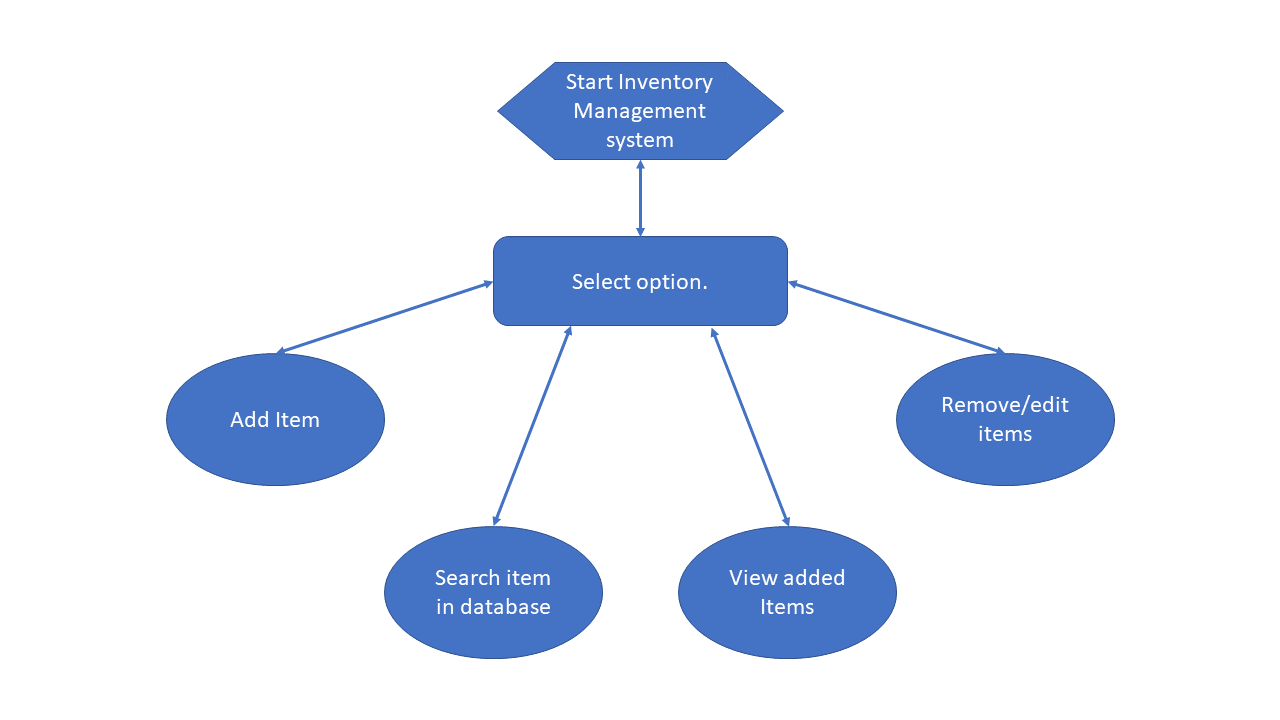 Start Inventory
Management
system
Select option.
Add Item
Remove/edit
items
Search item
in database
View added
Items